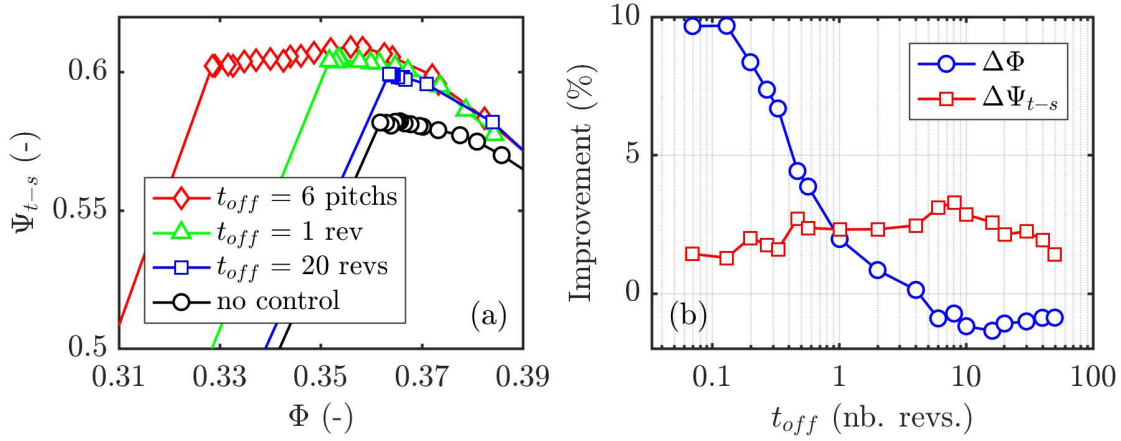 0.6
0.55
0.5
Ψ_{t−s} (-)
t_{off} = 6 pitchs
t_{off} = 1 rev
t_{off} = 20 revs
no control
(a)
0.31 0.33 0.35 0.37 0.39
Φ (-)
10
5
0
Improvement (%)
ΔΦ
ΔΨ_{t−s}
(b)
0.1 1 10 100
t_{off} (nb. revs.)